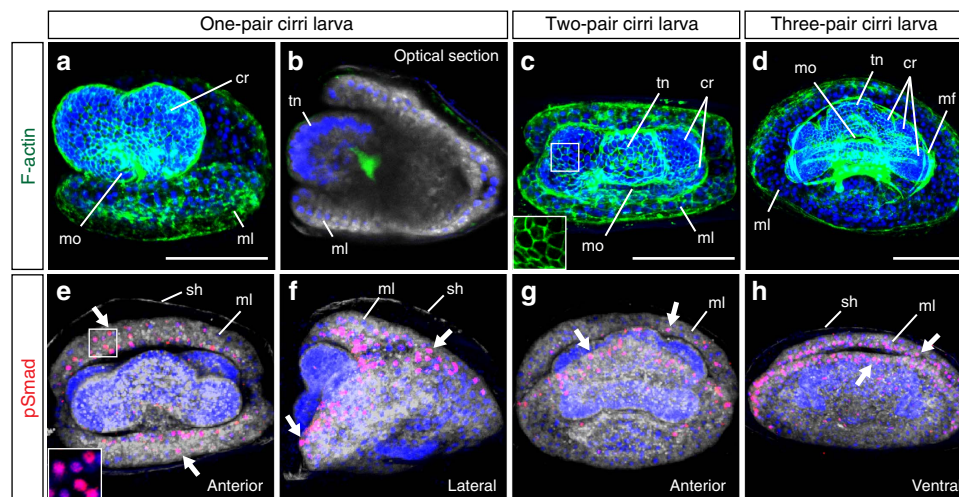 One-pair cirri larva
Two-pair cirri larva
Three-pair cirri larva
F-actin
a
cr
mo
ml
b
Optical section
tn
ml
c
tn
cr
mo
ml
d
mo
tn
cr
mf
ml
pSmad
e
sh
ml
Anterior
f
ml
sh
Lateral
g
ml
Anterior
h
sh
ml
Ventral